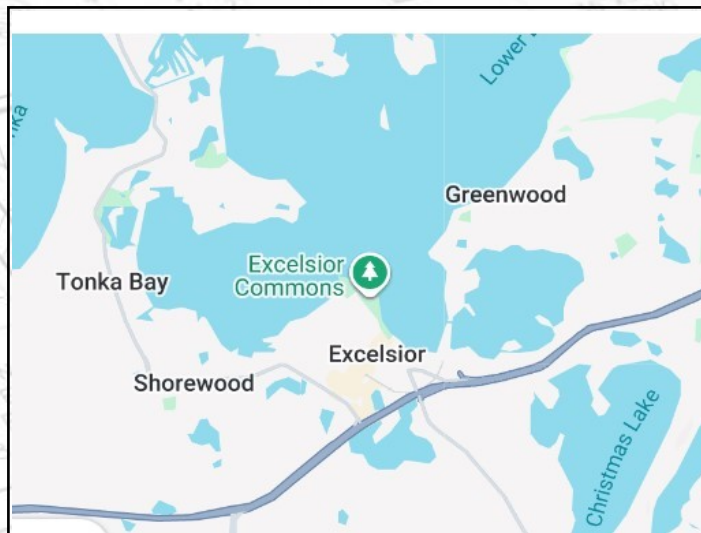 Lower
Greenwood
Excelsior
Commons
Tonka Bay
Excelsior
Shorewood
Christmas Lake